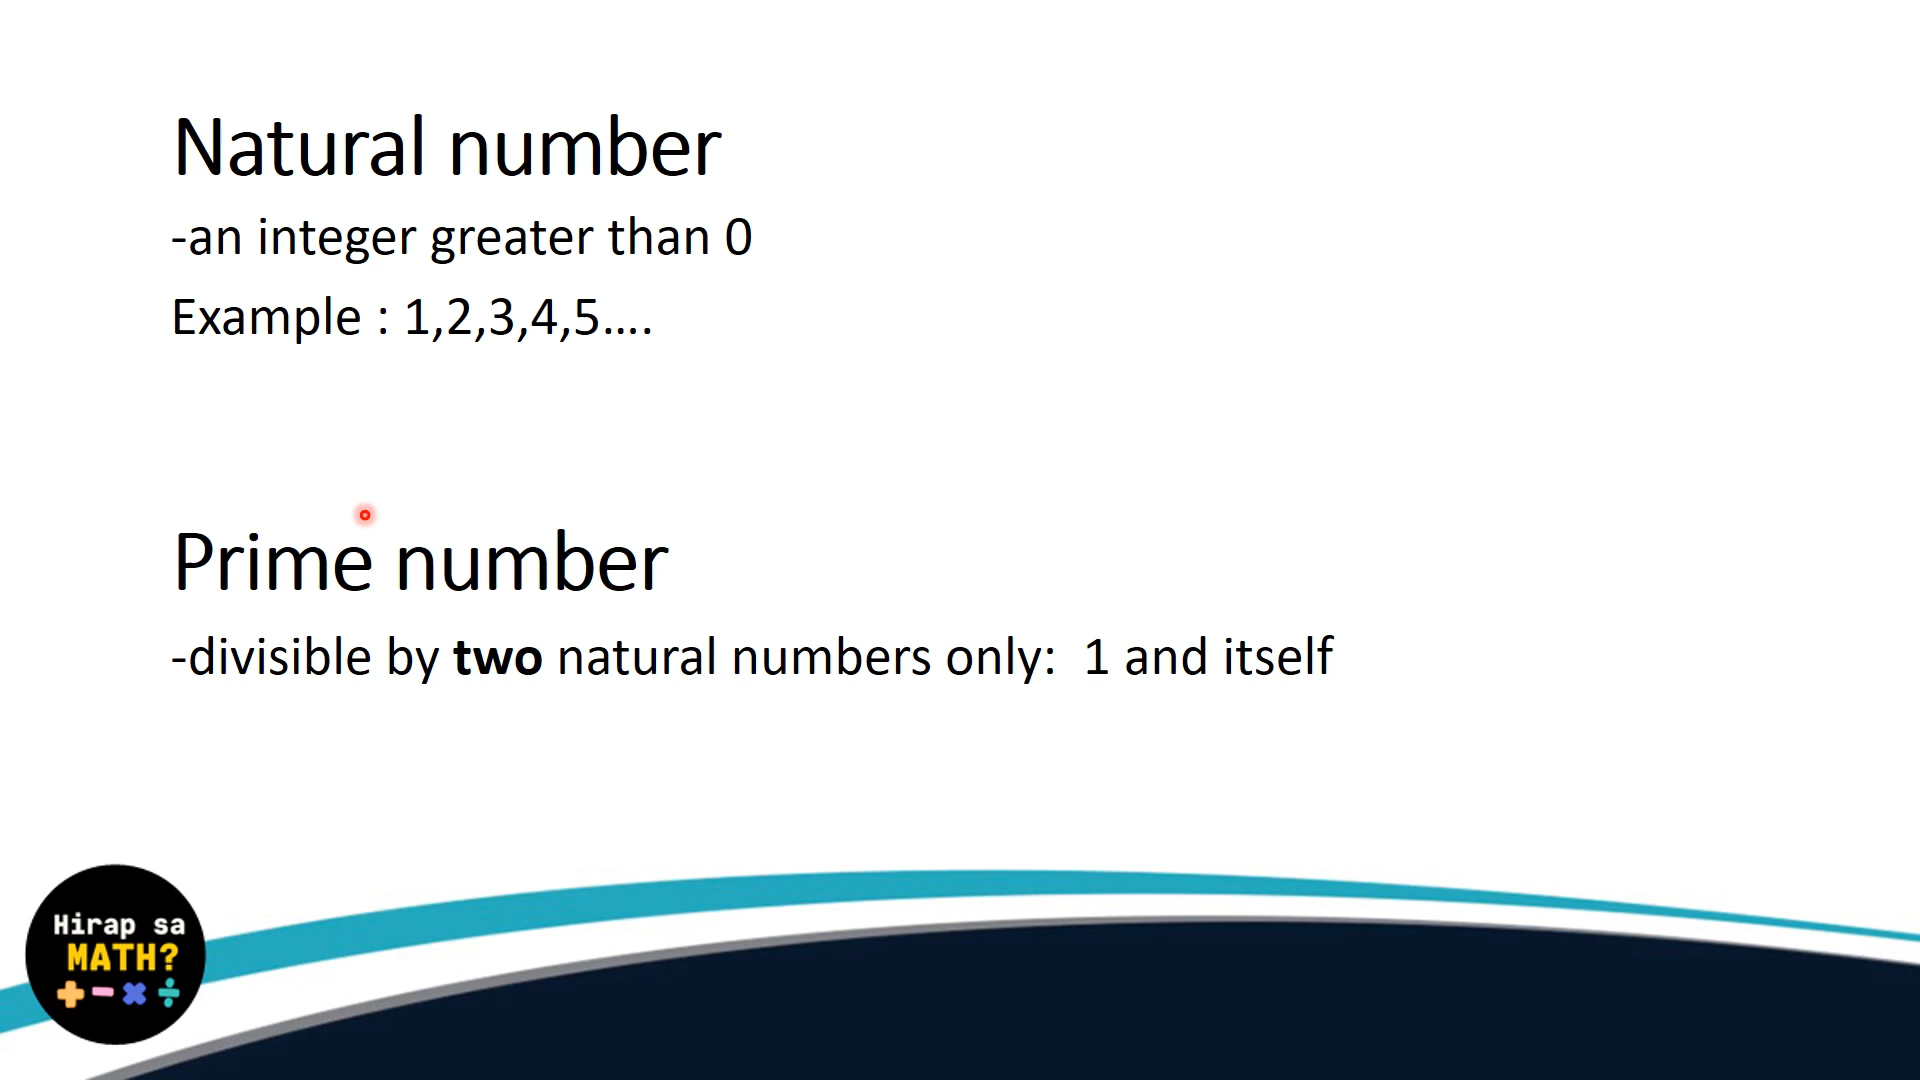 Natural number
-an integer greater than 0
Example : 1,2,3,4,5....
Prime number
-divisible by two natural numbers only:  1 and itself
Hirap sa
MATH?